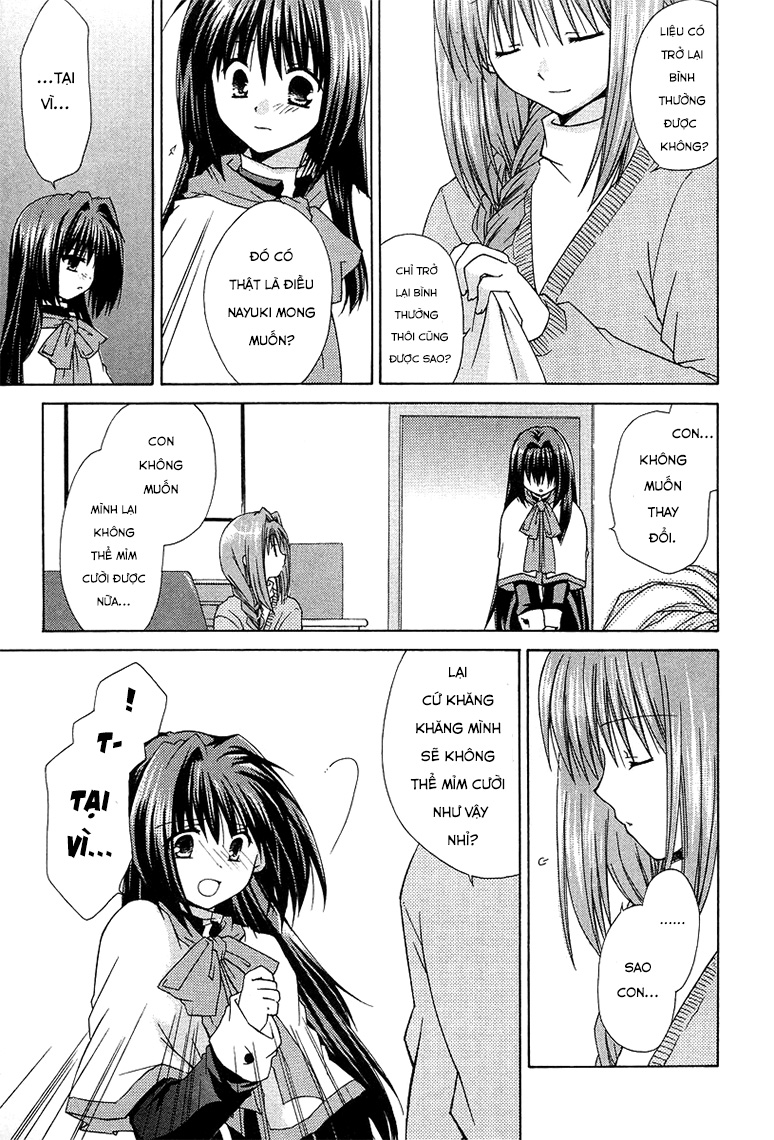 LIỆU CÓ
TRỞ LẠI
BÌNH
THƯỜNG
ĐƯỢC
KHÔNG?
CHỈ TRỞ
LẠI BÌNH
THƯỜNG
THÔI CŨNG
ĐƯỢC SAO?
ĐÓ CÓ
THẬT LÀ ĐIỀU
NAYUKI MONG
MUỐN?
...TẠI
VÌ...
CON...
KHÔNG
MUỐN
THAY
ĐỔI.
CON
KHÔNG
MUỐN
MÌNH LẠI
KHÔNG
THỂ MỈM
CƯỜI ĐƯỢC
NỮA...
......
SAO
CON...
LẠI
CỨ KHĂNG
KHĂNG MÌNH
SẼ KHÔNG
THỂ MỈM CƯỜI
NHƯ VẬY
NHỈ?
!
T-
TẠI
VÌ...